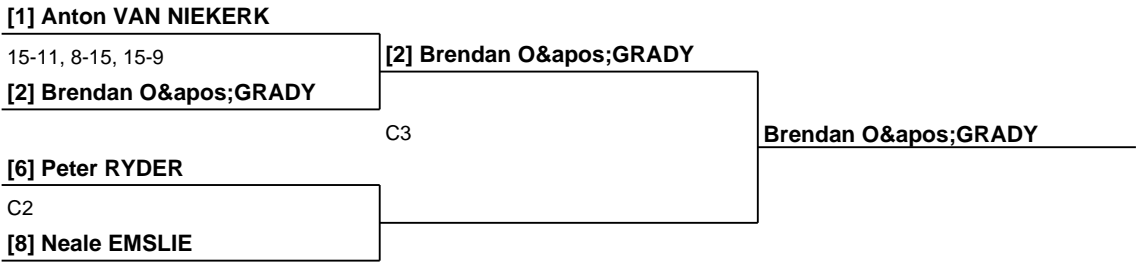 [1] Anton VAN NIEKERK
15-11, 8-15, 15-9
[2] Brendan O&apos;GRADY
[2] Brendan O&apos;GRADY
C3
Brendan O&apos;GRADY
[6] Peter RYDER
C2
[8] Neale EMSLIE